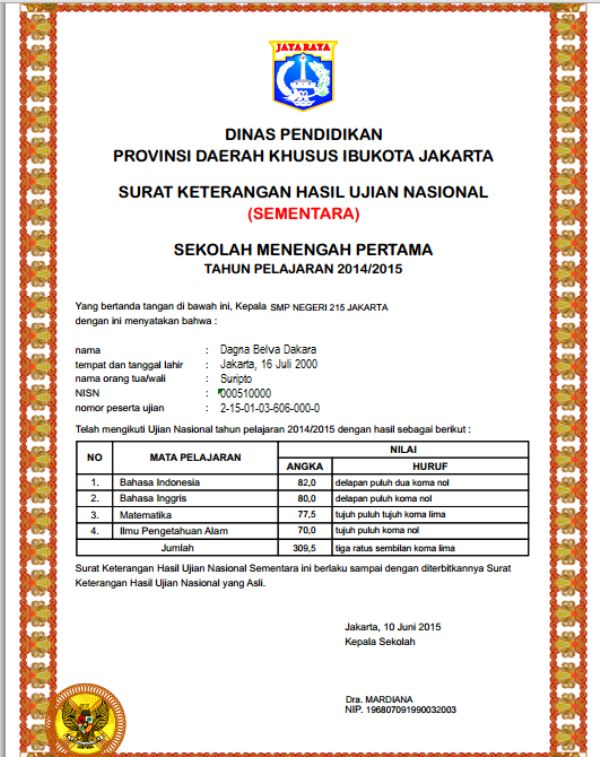 JAYA RAYA
DINAS PENDIDIKAN
PROVINSI DAERAH KHUSUS IBUKOTA JAKARTA
SURAT KETERANGAN HASIL UJIAN NASIONAL
(SEMENTARA)
SEKOLAH MENENGAH PERTAMA
TAHUN PELAJARAN 2014/2015
Yang bertanda tangan di bawah ini, Kepala SMP NEGERI 215 JAKARTA
dengan ini menyatakan bahwa :
nama : Dagna Belva Dakara
tempat dan tanggal lahir : Jakarta, 16 Juli 2000
nama orang tua/wali : Suripto
NISN : 000510000
nomor peserta ujian : 2-15-01-03-606-000-0
Telah mengikuti Ujian Nasional tahun pelajaran 2014/2015 dengan hasil sebagai berikut :
NO MATA PELAJARAN NILAI
ANGKA HURUF
1. Bahasa Indonesia 82,0 delapan puluh dua koma nol
2. Bahasa Inggris 80,0 delapan puluh koma nol
3. Matematika 77,5 tujuh puluh tujuh koma lima
4. Ilmu Pengetahuan Alam 70,0 tujuh puluh koma nol
Jumlah 309,5 tiga ratus sembilan koma lima
Surat Keterangan Hasil Ujian Nasional Sementara ini berlaku sampai dengan diterbitkannya Surat
Keterangan Hasil Ujian Nasional yang Asli.
Jakarta, 10 Juni 2015
Kepala Sekolah
Dra. MARDIANA
NIP. 196807091990032003